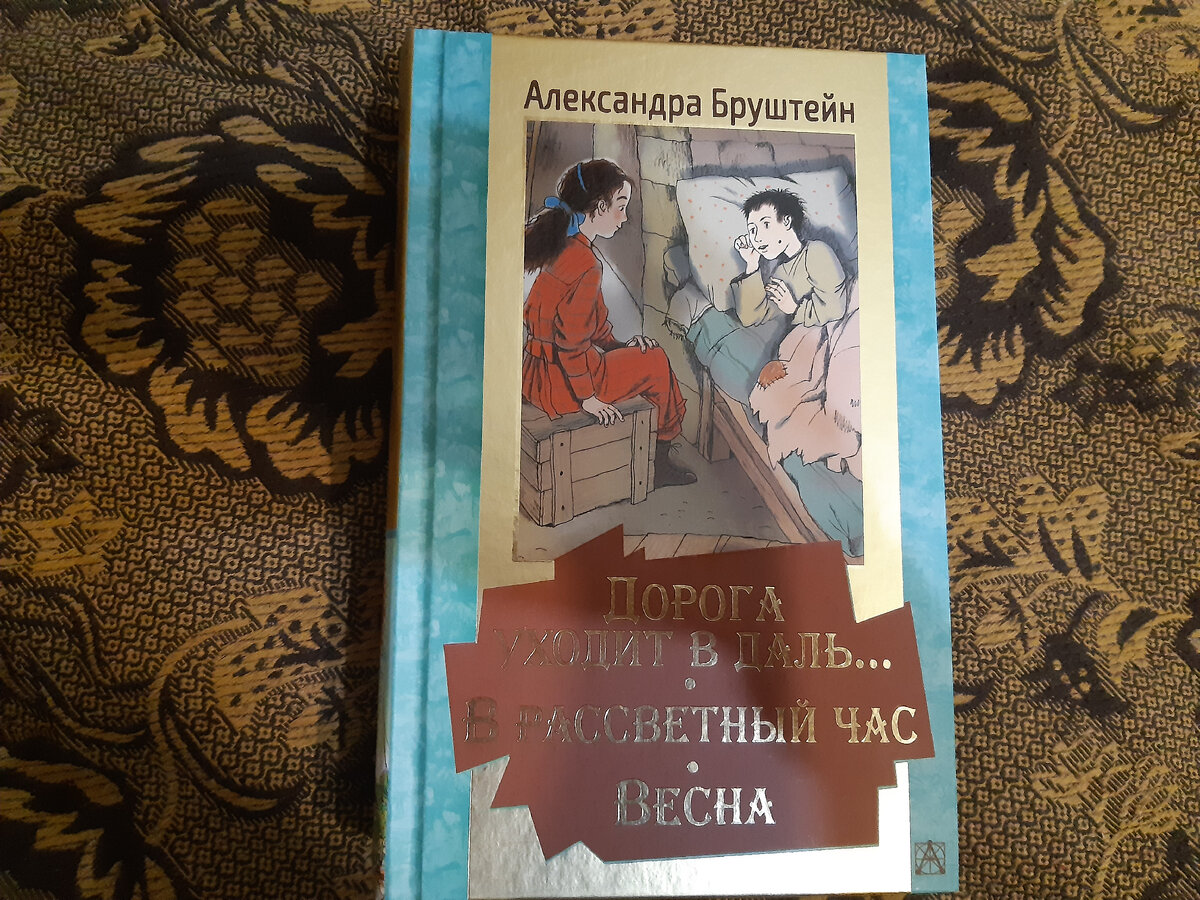 Александра Бруштейн
Дорога
уходит в даль...
В рассветный час
Весна